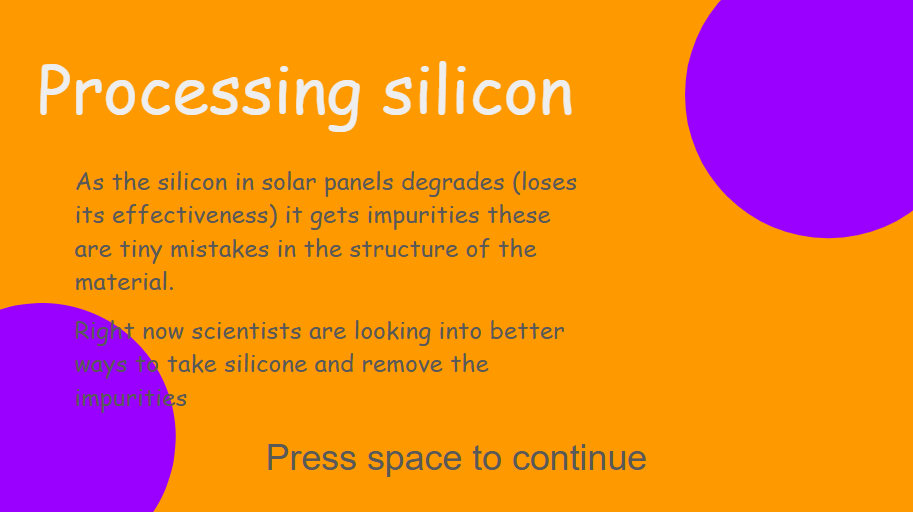 Processing silicon
As the silicon in solar panels degrades (loses
its effectiveness) it gets impurities these
are tiny mistakes in the structure of the
material.
Right now scientists are looking into better
ways to take silicone and remove the
impurities
Press space to continue